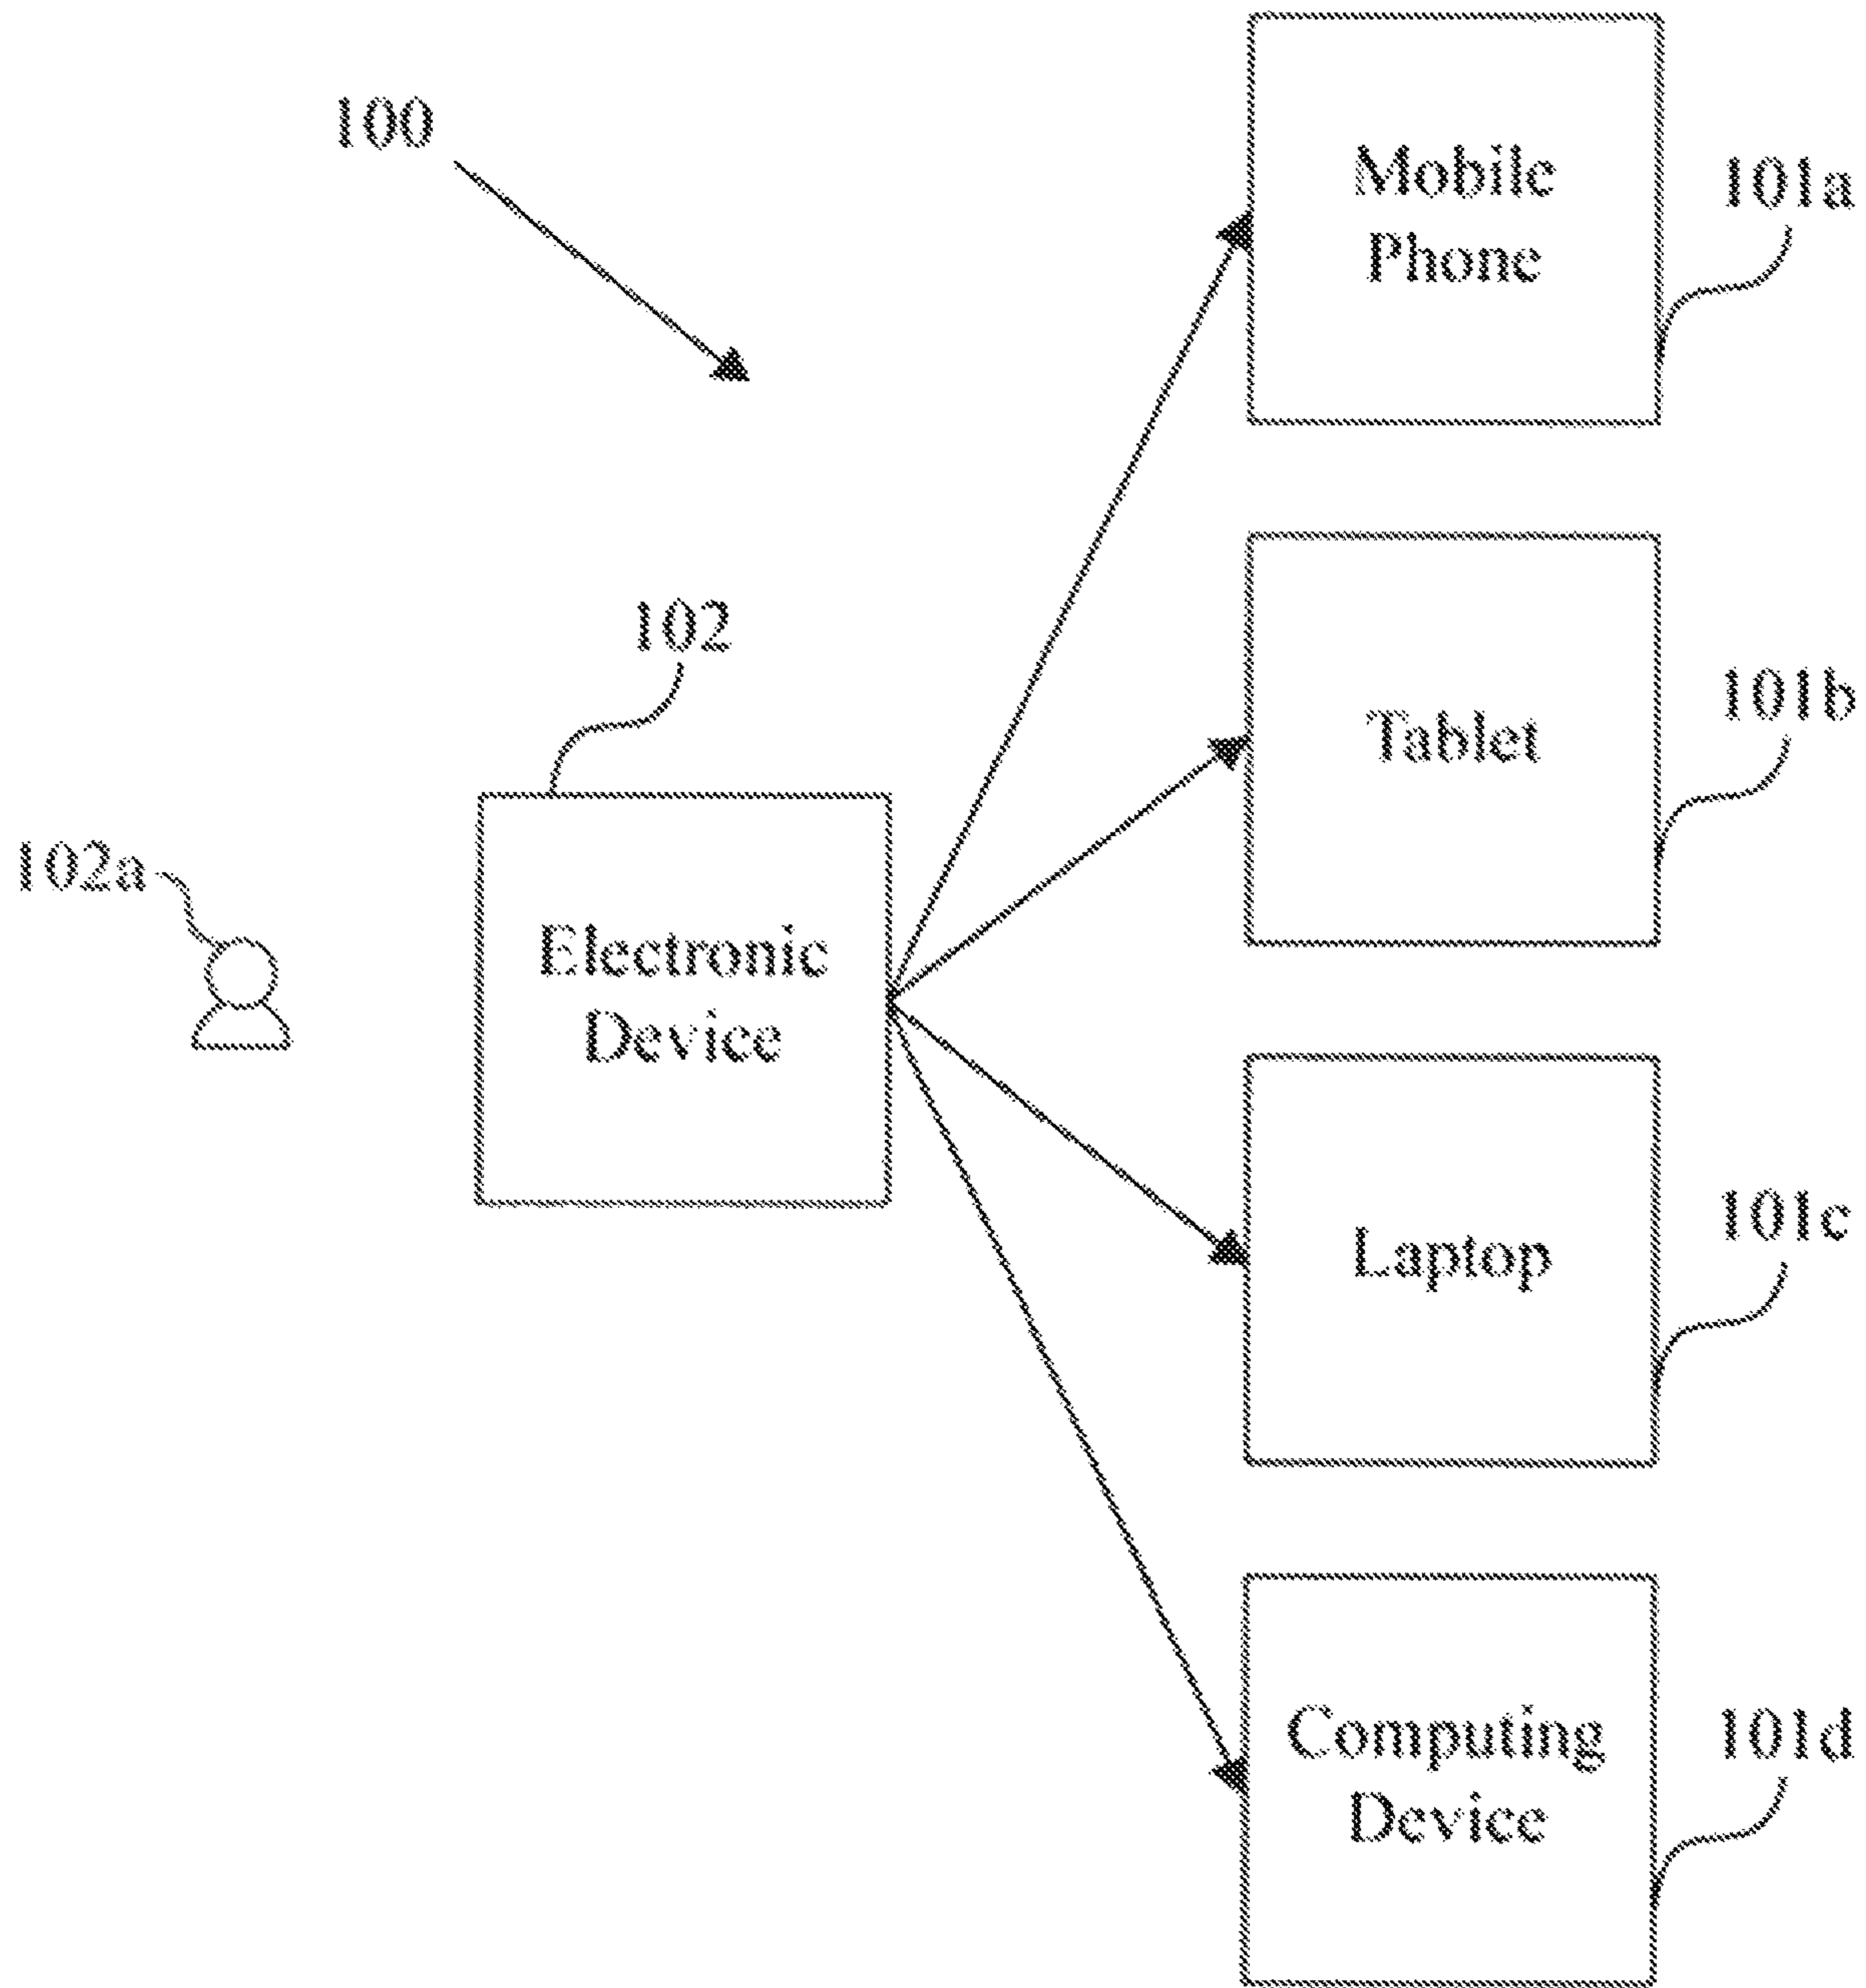 100
Mobile
Phone
101a
102
Tablet
101b
102a
Electronic
Device
Laptop
101c
Computing
Device
101d